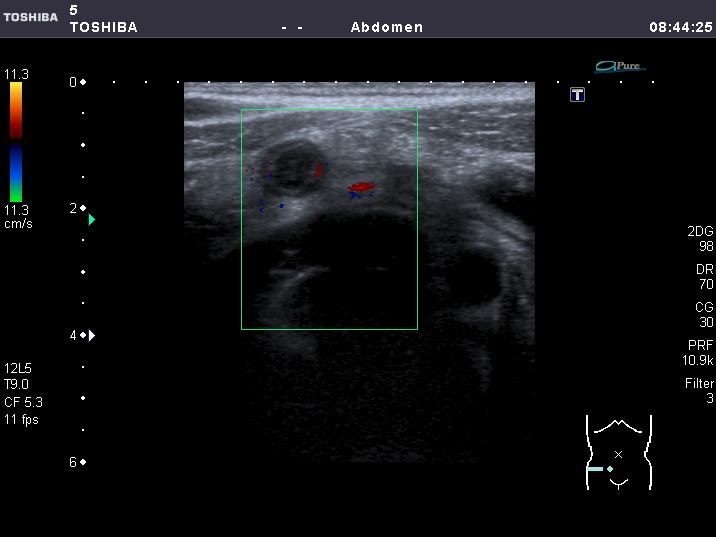 TOSHIBA
5
TOSHIBA
- -
Abdomen
08:44:25
11.3
11.3
cm/s
0
2
4
6
Pure
T
2DG
98
DR
70
CG
30
PRF
10.9k
Filter
3
12L5
T9.0
CF 5.3
11 fps